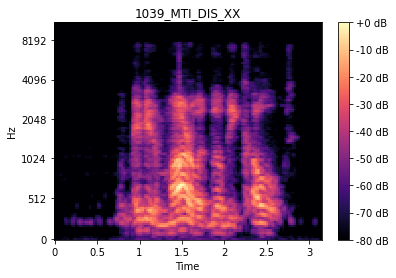 1039_MTI_DIS_XX
+0 dB
8192
-10 dB
4096
-20 dB
-30 dB
2048
Hz
-40 dB
1024
-50 dB
512
-60 dB
-70 dB
0
-80 dB
0 0.5 1 1.5 2 2.5 3
Time